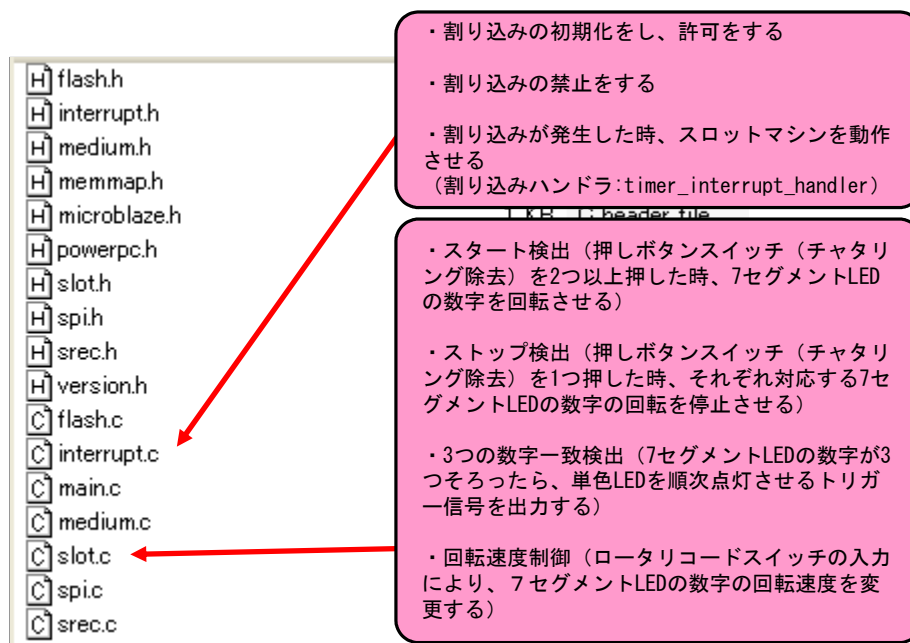 flash.h
interrupt.h
medium.h
memmap.h
microblaze.h
powerpc.h
slot.h
spi.h
srec.h
version.h
flash.c
interrupt.c
main.c
medium.c
slot.c
spi.c
srec.c
・割り込みの初期化をし、許可をする
・割り込みの禁止をする
・割り込みが発生した時、スロットマシンを動作
させる
（割り込みハンドラ:timer_interrupt_handler）
1 KB C header file
・スタート検出（押しボタンスイッチ（チャタリ
ング除去）を2つ以上押した時、7セグメントLED
の数字を回転させる）
・ストップ検出（押しボタンスイッチ（チャタリ
ング除去）を1つ押した時、それぞれ対応する7セ
グメントLEDの数字の回転を停止させる）
・3つの数字一致検出（7セグメントLEDの数字が3
つそろったら、単色LEDを順次点灯させるトリガ
ー信号を出力する）
・回転速度制御（ロータリコードスイッチの入力
により、７セグメントLEDの数字の回転速度を変
更する）